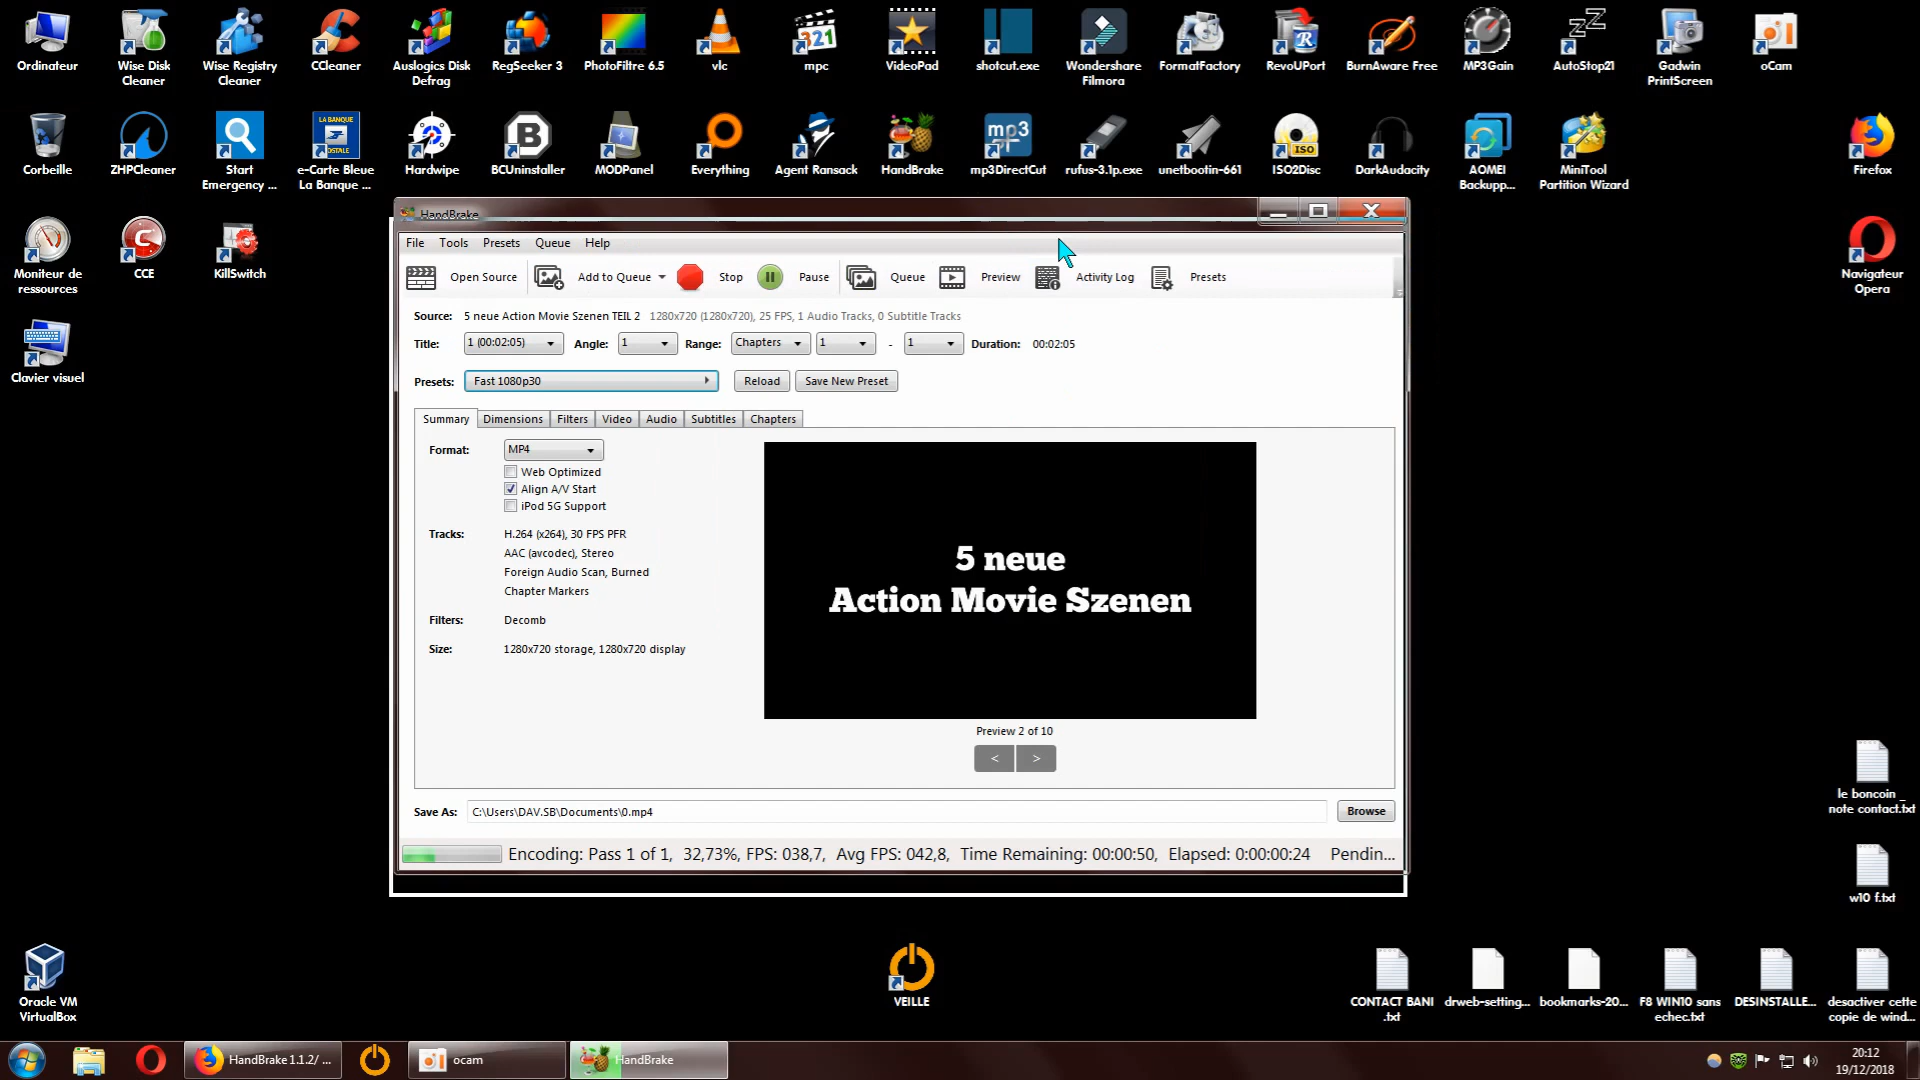 Ordinateur
Wise Disk
Cleaner
Wise Registry
Cleaner
CCleaner
Auslogics Disk
Defrag
RegSeeker 3
PhotoFiltre 6.5
vlc
321
mpc
VideoPad
shotcut.exe
Wondershare
Filmora
FormatFactory
RevoUPort
BurnAware Free
MP3Gain
AutoStop21
Gadwin
PrintScreen
oCam
Corbeille
ZHPCleaner
Start
Emergency ...
LA BANQUE
POSTALE
e-Carte Bleue
La Banque ...
Hardwipe
BCUninstaller
MODPanel
Everything
Agent Ransack
HandBrake
mp3
mp3DirectCut
rufus-3.1p.exe
unetbootin-661
ISO
ISO2Disc
DarkAudacity
AOMEI
Backupp...
MiniTool
Partition Wizard
Firefox
Moniteur de
ressources
CCE
KillSwitch
Navigateur
Opera
Clavier visuel
HandBrake
File Tools Presets Queue Help
Open Source Add to Queue Stop Pause Queue Preview Activity Log Presets
Source: 5 neue Action Movie Szenen TEIL 2 1280x720 (1280x720), 25 FPS, 1 Audio Tracks, 0 Subtitle Tracks
Title: 1 (00:02:05) Angle: 1 Range: Chapters 1 - 1 Duration: 00:02:05
Presets: Fast 1080p30 Reload Save New Preset
Summary Dimensions Filters Video Audio Subtitles Chapters
Format: MP4
Web Optimized
Align A/V Start
iPod 5G Support
Tracks: H.264 (x264), 30 FPS PFR
AAC (avcodec), Stereo
Foreign Audio Scan, Burned
Chapter Markers
Filters: Decomb
Size: 1280x720 storage, 1280x720 display
5 neue
Action Movie Szenen
Preview 2 of 10
< >
Save As: C:\Users\DAV.SB\Documents\0.mp4 Browse
Encoding: Pass 1 of 1, 32,73%, FPS: 038,7, Avg FPS: 042,8, Time Remaining: 00:00:50, Elapsed: 0:00:00:24 Pendin...
le boncoin _
note contact.txt
w10 f.txt
Oracle VM
VirtualBox
VEILLE
CONTACT BANI
.txt
drweb-setting...
bookmarks-20...
F8 WIN10 sans
echec.txt
DESINSTALLE...
desactiver cette
copie de wind...
HandBrake 1.1.2/ ...
ocam
HandBrake
20:12
19/12/2018